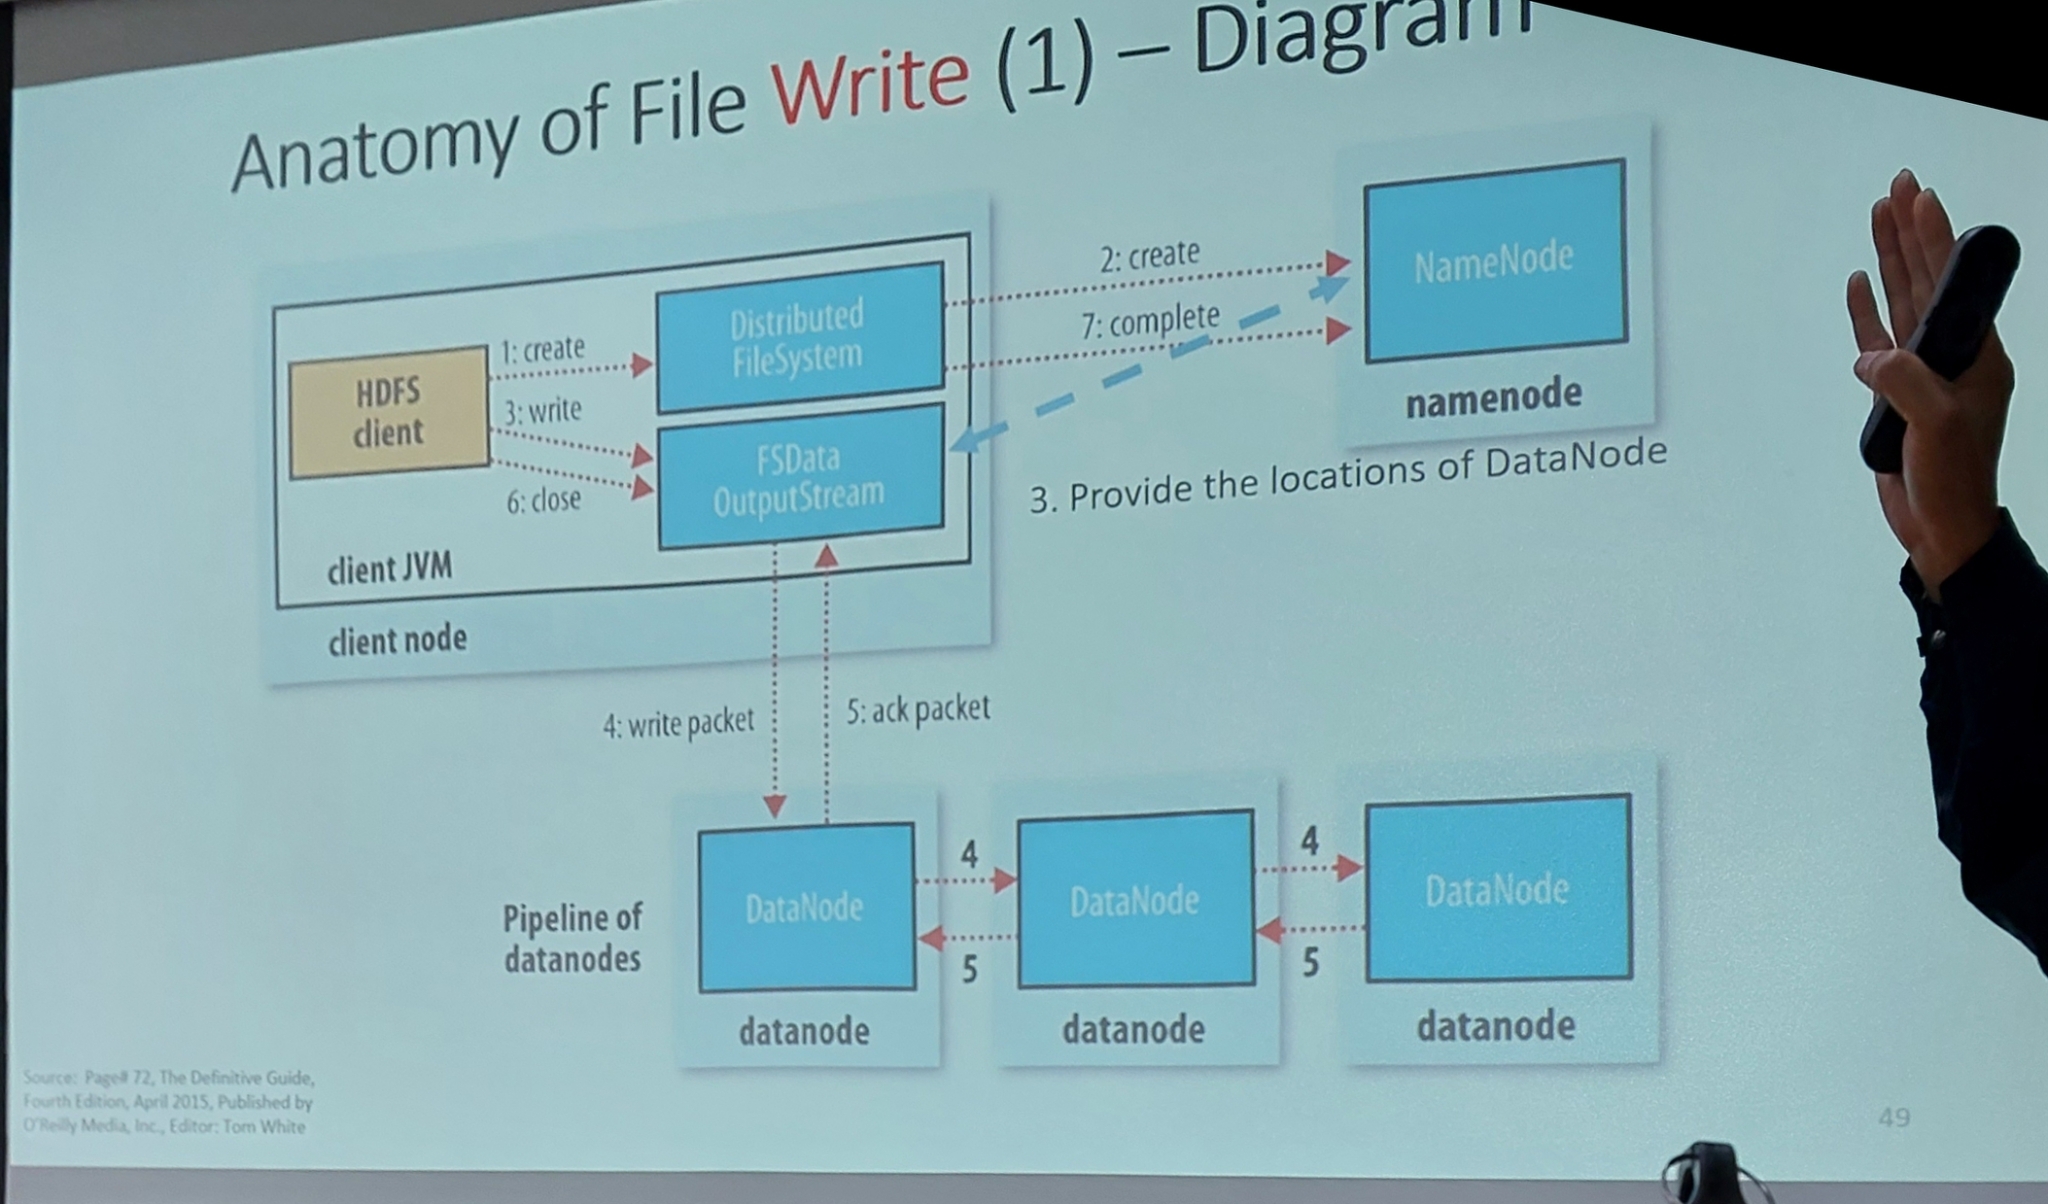 Anatomy of File Write (1) – Diagram
2: create
NameNode
Distributed
FileSystem
7: complete
1: create
HDFS
client
3: write
namenode
FSData
OutputStream
6: close
3. Provide the locations of DataNode
client JVM
client node
4: write packet
5: ack packet
4
4
DataNode
DataNode
DataNode
Pipeline of
datanodes
5
5
datanode
datanode
datanode
Source: Page# 72, The Definitive Guide,
Fourth Edition, April 2015, Published by
O'Reilly Media, Inc., Editor: Tom White
49